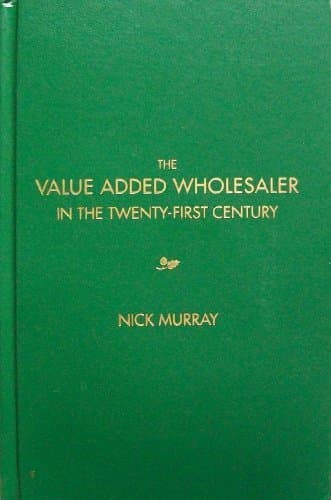 THE
VALUE ADDED WHOLESALER
IN THE TWENTY-FIRST CENTURY
NICK MURRAY